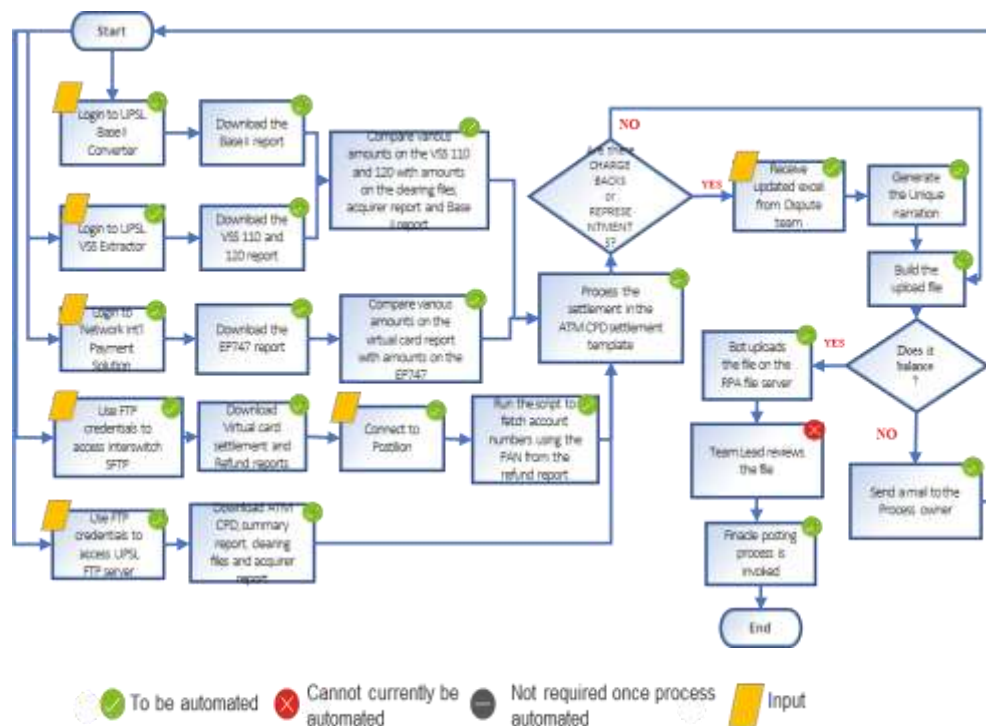 Start
Login to UPSL
Base II
Converter
Download the
Base II report
Compare various
amounts on the VSS 110
and 120 with amounts
on the clearing files,
acquirer report and Base
II report
Login to UPSL
VSS Extractor
Download the
VSS 110 and
120 report
Login to
Network Int'l
Payment
Solution
Download the
EP747 report
Compare various
amounts on the
virtual card report
with amounts on the
EP747
Use FTP
credentials to
access Interswitch
SFTP
Download
Virtual card
settlement and
Refund reports
Connect to
Postilion
Run the script to
fetch account
numbers using the
PAN from the
refund report
Use FTP
credentials to
access UPSL
FTP server
Download ATM
CPD, summary
report, clearing
files and acquirer
report
Process the
settlement in the
ATM CPD settlement
template
Are there
CHARGE
BACKS
or
REPRESE
NTMENT
S?
NO
YES
Receive
updated excel
from Dispute
team
Generate
the Unique
narration
Build the
upload file
Does it
balance
?
YES
NO
Bot uploads
the file on the
RPA file server
Team Lead reviews
the file
Finacle posting
process is
invoked
End
Send a mail to the
Process owner
To be automated
Cannot currently be
automated
Not required once process
automated
Input